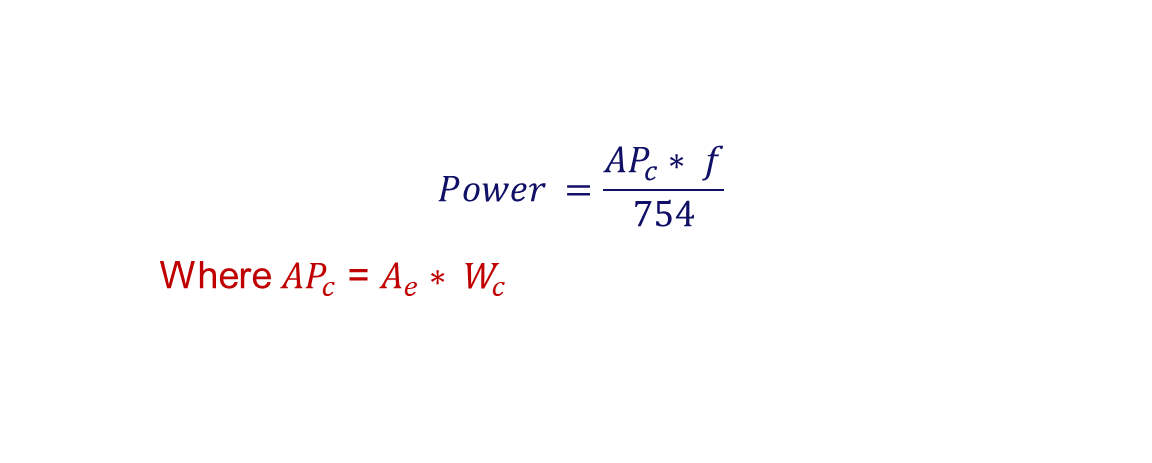 Power = AP_c * f / 754
Where AP_c = A_e * W_c